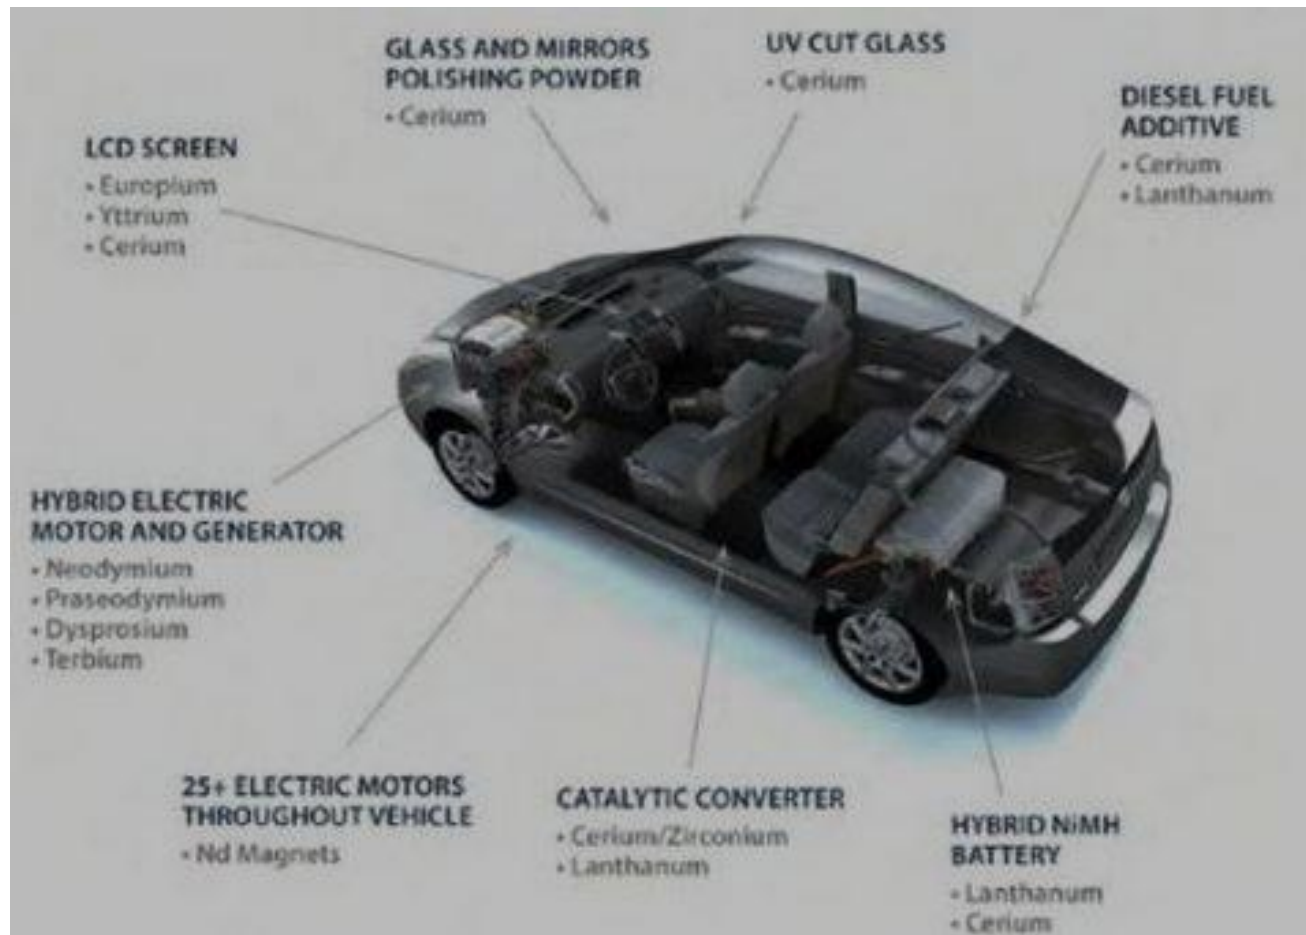 GLASS AND MIRRORS
POLISHING POWDER
• Cerium
UV CUT GLASS
• Cerium
DIESEL FUEL
ADDITIVE
• Cerium
• Lanthanum
LCD SCREEN
• Europium
• Yttrium
• Cerium
HYBRID ELECTRIC
MOTOR AND GENERATOR
• Neodymium
• Praseodymium
• Dysprosium
• Terbium
25+ ELECTRIC MOTORS
THROUGHOUT VEHICLE
• Nd Magnets
CATALYTIC CONVERTER
• Cerium/Zirconium
• Lanthanum
HYBRID NiMH
BATTERY
• Lanthanum
• Cerium